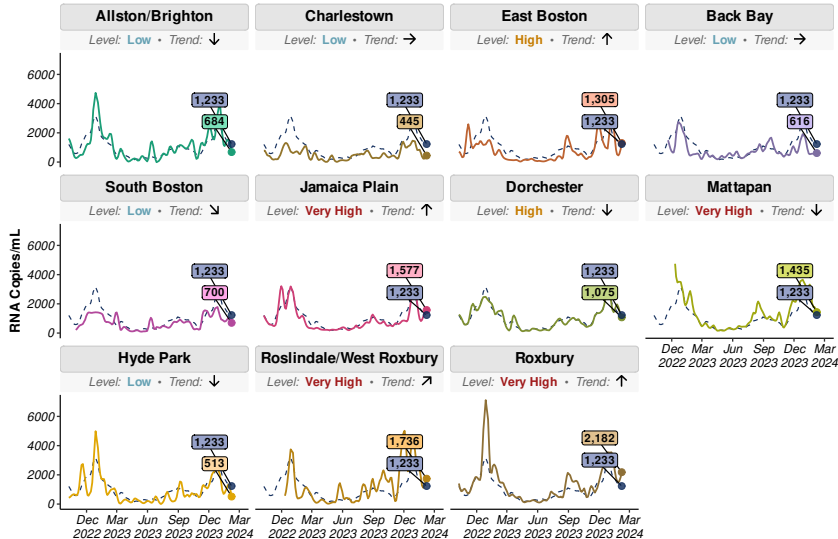 Allston/Brighton
Charlestown
East Boston
Back Bay
Level: Low • Trend: ↓
Level: Low • Trend: →
Level: High • Trend: ↑
Level: Low • Trend: →
6000
4000
2000
0
1,233
684
1,233
445
1,305
1,233
1,233
616
South Boston
Jamaica Plain
Dorchester
Mattapan
Level: Low • Trend: ↘
Level: Very High • Trend: ↑
Level: High • Trend: ↓
Level: Very High • Trend: ↓
RNA Copies/mL
6000
4000
2000
0
1,233
700
1,577
1,233
1,233
1,075
1,435
1,233
Dec 2022
Mar 2023
Jun 2023
Sep 2023
Dec 2023
Mar 2024
Hyde Park
Roslindale/West Roxbury
Roxbury
Level: Low • Trend: ↓
Level: Very High • Trend: ↗
Level: Very High • Trend: ↑
6000
4000
2000
0
1,233
513
1,736
1,233
2,182
1,233
Dec 2022
Mar 2023
Jun 2023
Sep 2023
Dec 2023
Mar 2024
Dec 2022
Mar 2023
Jun 2023
Sep 2023
Dec 2023
Mar 2024
Dec 2022
Mar 2023
Jun 2023
Sep 2023
Dec 2023
Mar 2024